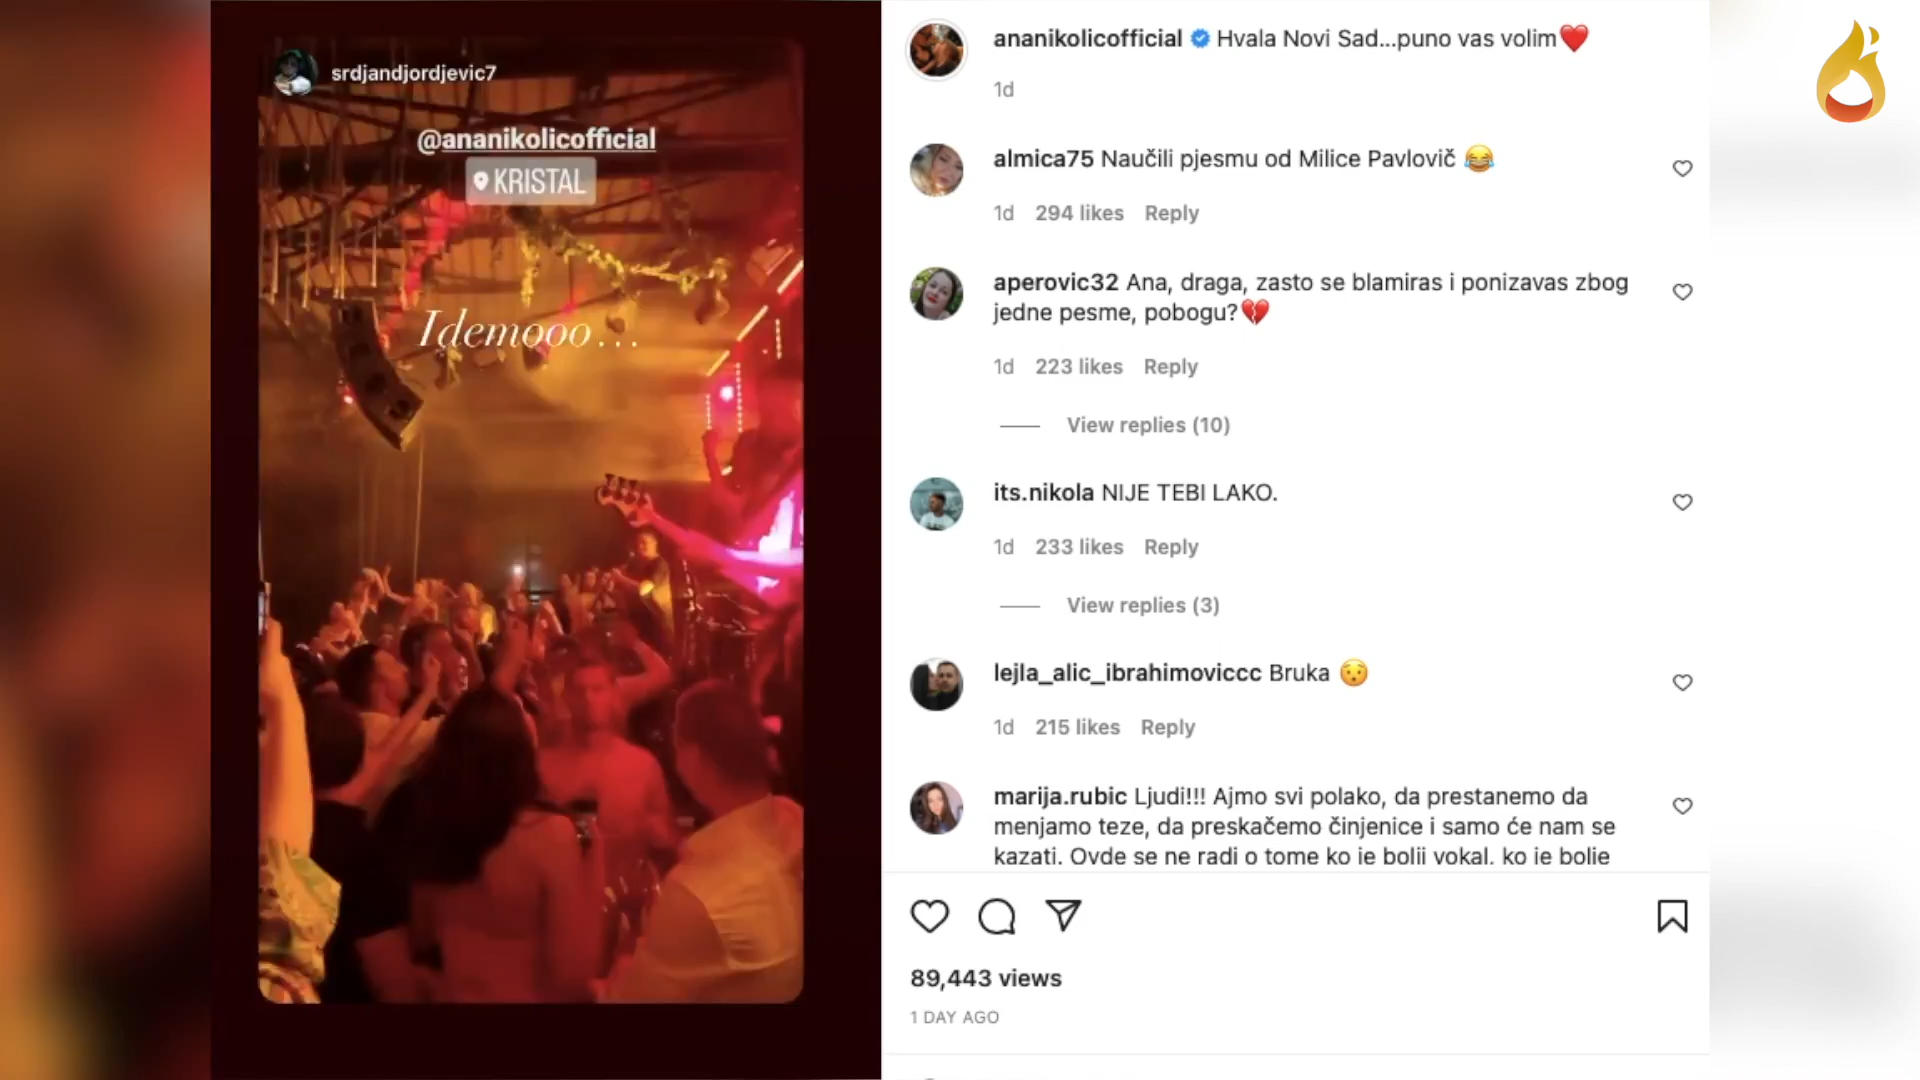 srdjandjordjevic7
@ananikolicofficial
KRISTAL
Idemooo...
ananikolicofficial Hvala Novi Sad...puno vas volim❤️
1d
almica75 Naučili pjesmu od Milice Pavlovič 😂
1d 294 likes Reply
aperovic32 Ana, draga, zasto se blamiras i ponizavas zbog
jedne pesme, pobogu?💔
1d 223 likes Reply
View replies (10)
its.nikola NIJE TEBI LAKO.
1d 233 likes Reply
View replies (3)
lejla_alic_ibrahimoviccc Bruka 😯
1d 215 likes Reply
marija.rubic Ljudi!!! Ajmo svi polako, da prestanemo da
menjamo teze, da preskačemo činjenice i samo će nam se
kazati. Ovde se ne radi o tome ko je bolji vokal, ko je bolje
89,443 views
1 DAY AGO